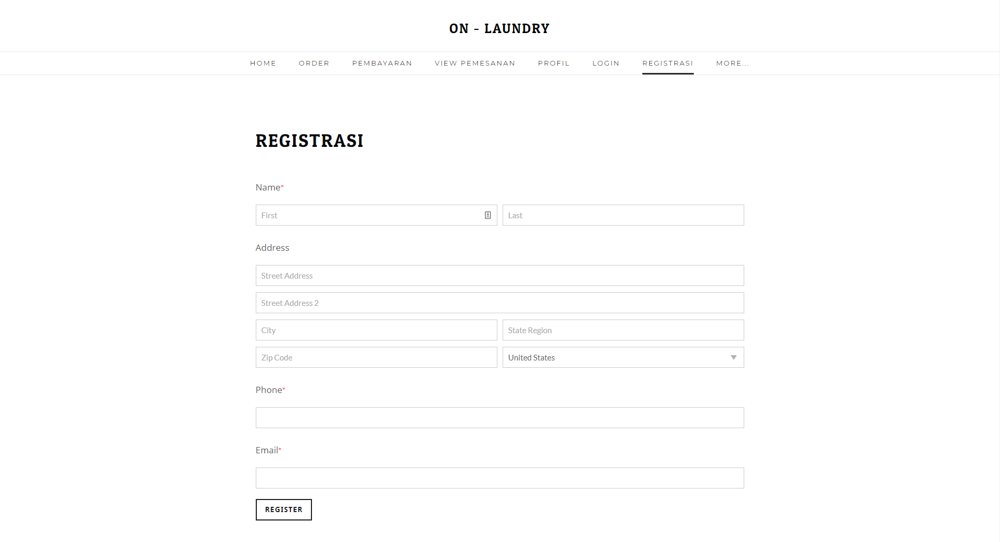 ON - LAUNDRY
HOME ORDER PEMBAYARAN VIEW PEMESANAN PROFIL LOGIN REGISTRASI MORE...
REGISTRASI
Name*
First Last
Address
Street Address
Street Address 2
City State Region
Zip Code United States
Phone*
Email*
REGISTER